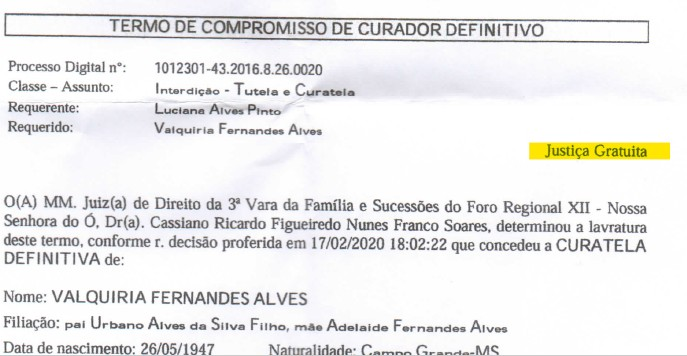 TERMO DE COMPROMISSO DE CURADOR DEFINITIVO
Processo Digital nº: 1012301-43.2016.8.26.0020
Classe – Assunto: Interdição - Tutela e Curatela
Requerente: Luciana Alves Pinto
Requerido: Valquiria Fernandes Alves
Justiça Gratuita
O(A) MM. Juiz(a) de Direito da 3ª Vara da Família e Sucessões do Foro Regional XII - Nossa
Senhora do Ó, Dr(a). Cassiano Ricardo Figueiredo Nunes Franco Soares, determinou a lavratura
deste termo, conforme r. decisão proferida em 17/02/2020 18:02:22 que concedeu a CURATELA
DEFINITIVA de:
Nome: VALQUIRIA FERNANDES ALVES
Filiação: pai Urbano Alves da Silva Filho, mãe Adelaide Fernandes Alves
Data de nascimento: 26/05/1947 Naturalidade: Campo Grande-MS